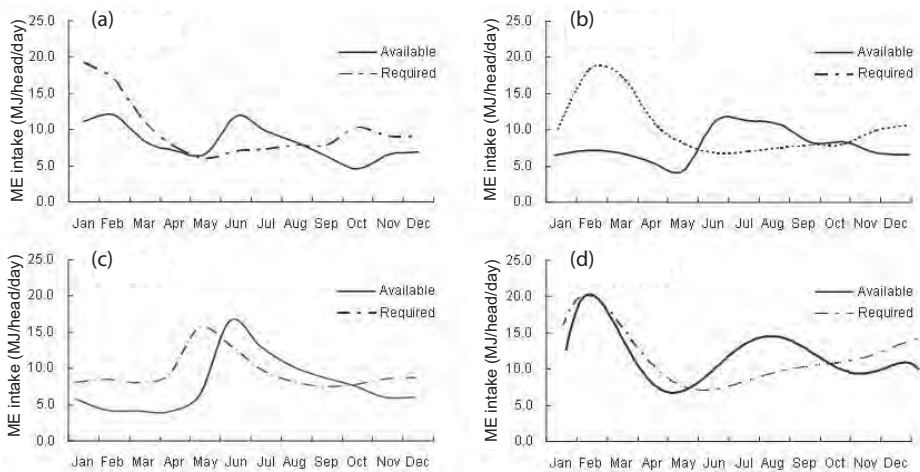 (a)
ME intake (MJ/head/day)
25.0
20.0
15.0
10.0
5.0
0.0
Available
Required
Jan Feb Mar Apr May Jun Jul Aug Sep Oct Nov Dec
(b)
ME intake (MJ/head/day)
25.0
20.0
15.0
10.0
5.0
0.0
Available
Required
Jan Feb Mar Apr May Jun Jul Aug Sep Oct Nov Dec
(c)
ME intake (MJ/head/day)
25.0
20.0
15.0
10.0
5.0
0.0
Available
Required
Jan Feb Mar Apr May Jun Jul Aug Sep Oct Nov Dec
(d)
ME intake (MJ/head/day)
25.0
20.0
15.0
10.0
5.0
0.0
Available
Required
Jan Feb Mar Apr May Jun Jul Aug Sep Oct Nov Dec